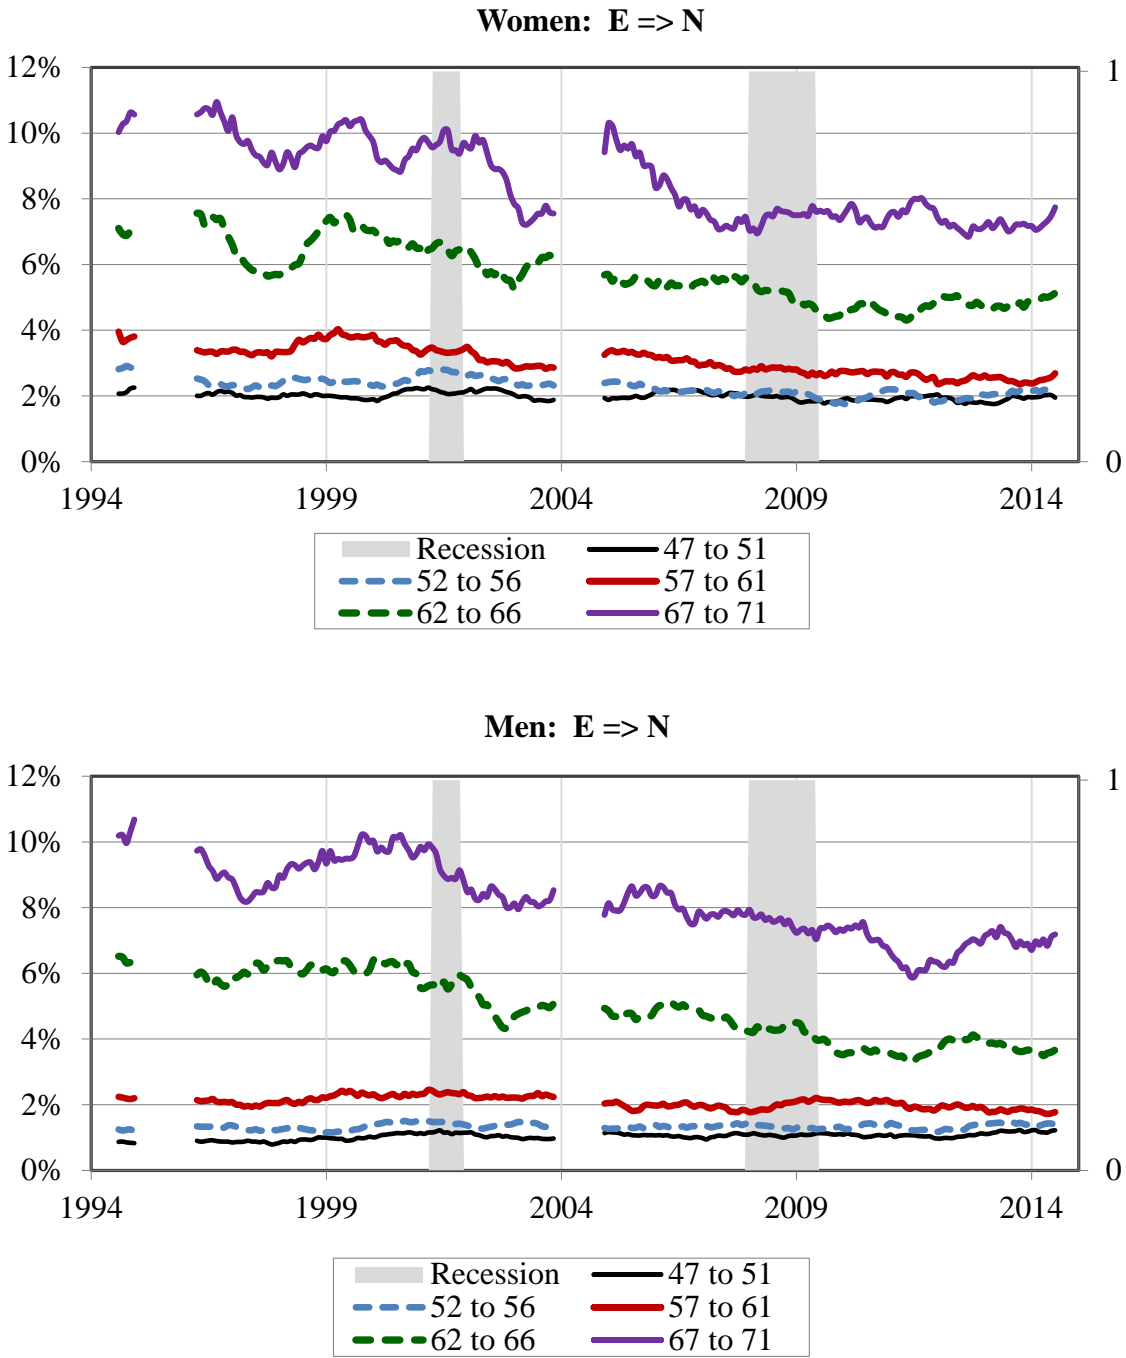 Women: E => N
12%
1
10%
8%
6%
4%
2%
0%
0
1994
1999
2004
2009
2014
Recession
47 to 51
52 to 56
57 to 61
62 to 66
67 to 71
Men: E => N
12%
1
10%
8%
6%
4%
2%
0%
0
1994
1999
2004
2009
2014
Recession
47 to 51
52 to 56
57 to 61
62 to 66
67 to 71